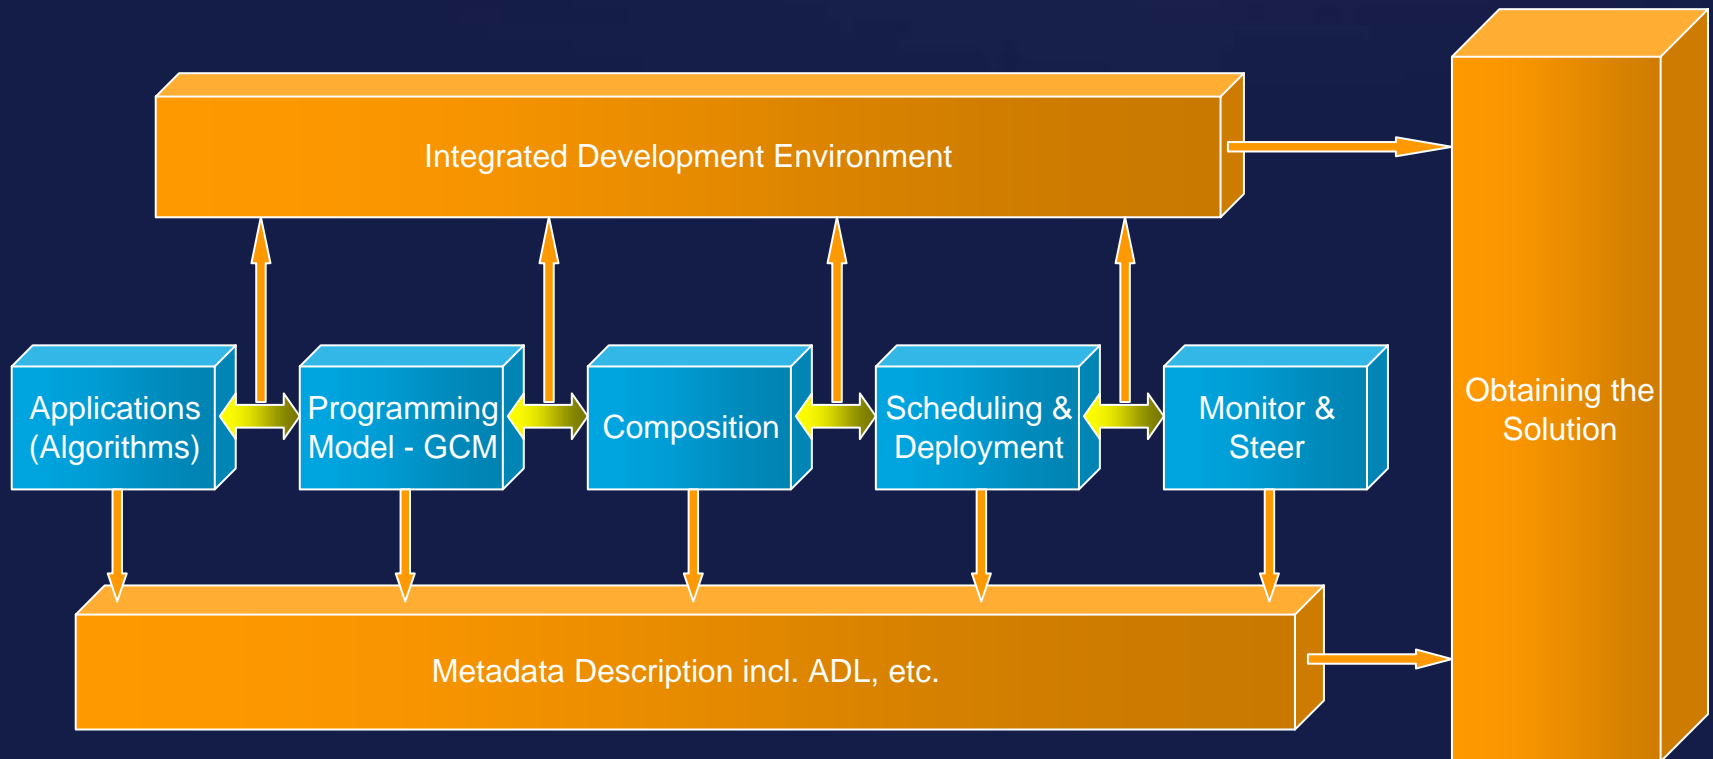 Integrated Development Environment
Applications
(Algorithms)
Programming
Model - GCM
Composition
Scheduling &
Deployment
Monitor &
Steer
Obtaining the
Solution
Metadata Description incl. ADL, etc.